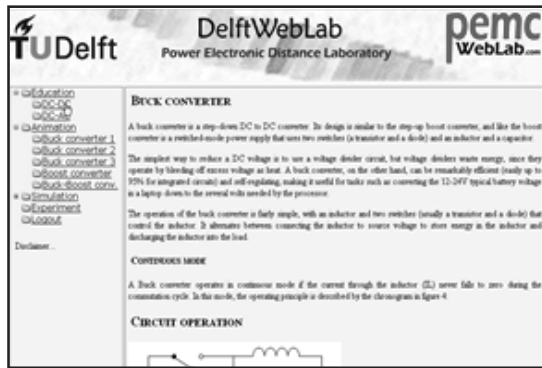 TUDelft
DelftWebLab
Power Electronic Distance Laboratory
pemc
WebLab.com
Education
DC-DC
DC-AC
Animation
Buck converter 1
Buck converter 2
Buck converter 3
Boost converter
Buck-Boost conv.
Simulation
Experiment
Logout
Disclaimer...
BUCK CONVERTER
A buck converter is a step-down DC to DC converter. Its design is similar to the step-up boost converter, and like the boost
converter is a switched-mode power supply that uses two switches (a transistor and a diode) and an inductor and a capacitor.
The simplest way to reduce a DC voltage is to use a voltage divider circuit, but voltage dividers waste energy, since they
operate by bleeding off excess voltage as heat. A buck converter, on the other hand, can be remarkably efficient (easily up to
95% for integrated circuits) and self-regulating, making it useful for tasks such as converting the 12-24V typical battery voltage
in a laptop down to the several volts needed by the processor.
The operation of the buck converter is fairly simple, with an inductor and two switches (usually a transistor and a diode) that
control the inductor. It alternates between connecting the inductor to source voltage to store energy in the inductor and
discharging the inductor into the load.
CONTINUOUS MODE
A Buck converter operates in continuous mode if the current through the inductor (IL) never falls to zero during the
commutation cycle. In this mode, the operating principle is described by the chronogram in figure 4:
CIRCUIT OPERATION